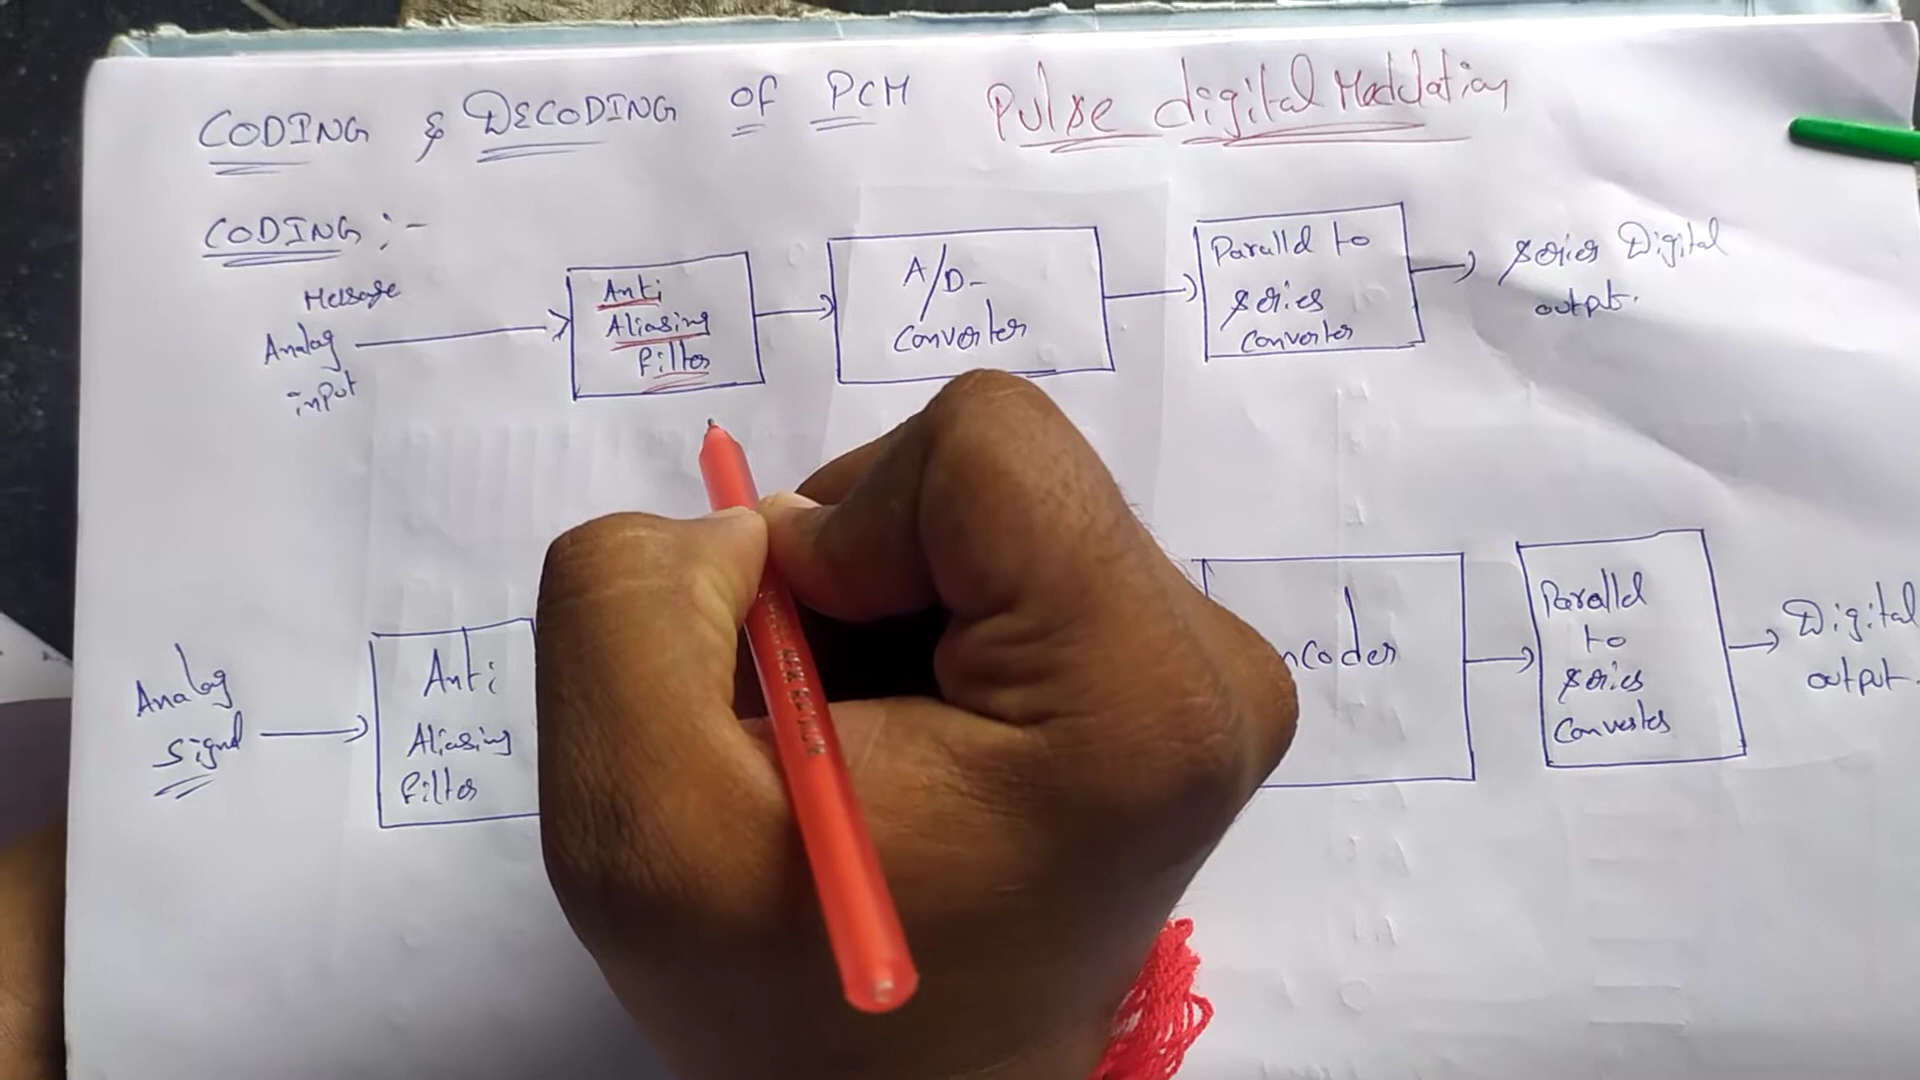 CODING & DECODING OF PCM Pulse digital Modulation
CODING :-
Message
Analog
input
Anti
Aliasing
Filter
A/D-
Converter
Parallel to
series
Converter
Series Digital
output.
Analog
Signal
Anti
Aliasing
Filter
ncoder
Parallel
to
series
Converter
Digital
output.